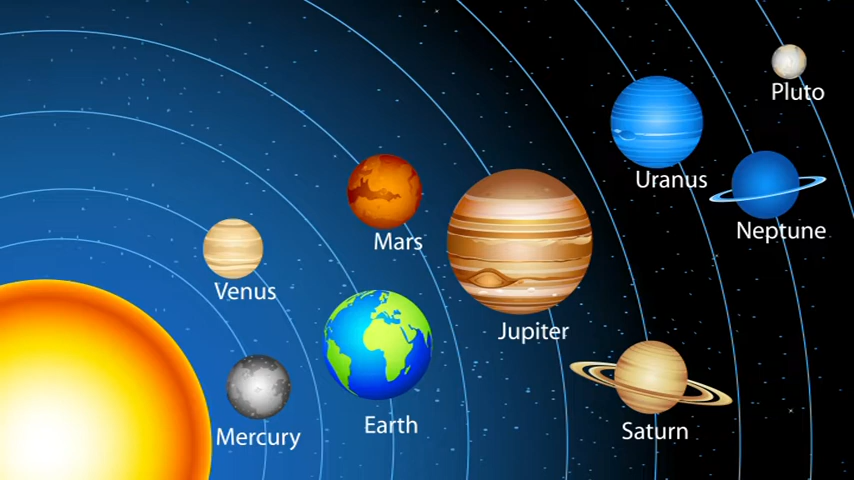 Pluto
Uranus
Neptune
Mars
Venus
Jupiter
Earth
Saturn
Mercury